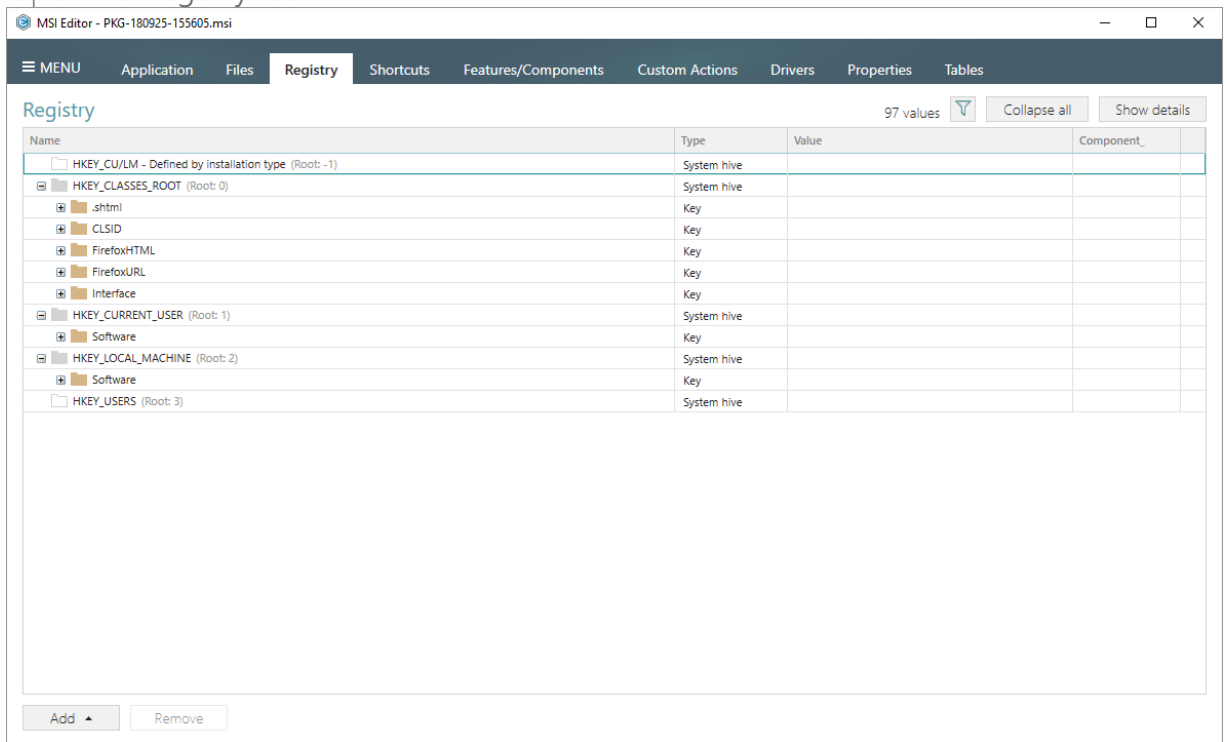 MSI Editor - PKG-180925-155605.msi
MENU Application Files Registry Shortcuts Features/Components Custom Actions Drivers Properties Tables
Registry 97 values Collapse all Show details
Name Type Value Component_
HKEY_CU/LM - Defined by installation type (Root: -1) System hive
HKEY_CLASSES_ROOT (Root: 0) System hive
.shtml Key
CLSID Key
FirefoxHTML Key
FirefoxURL Key
Interface Key
HKEY_CURRENT_USER (Root: 1) System hive
Software Key
HKEY_LOCAL_MACHINE (Root: 2) System hive
Software Key
HKEY_USERS (Root: 3) System hive
Add Remove